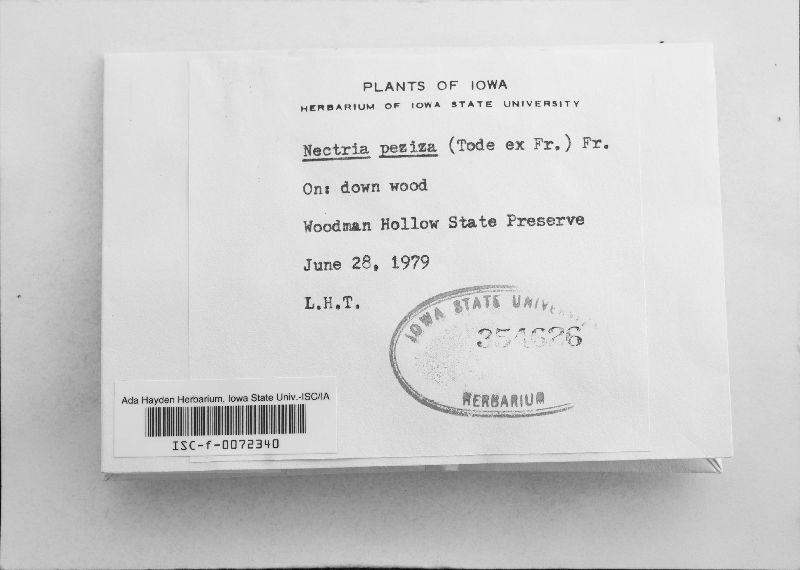 PLANTS OF IOWA
HERBARIUM OF IOWA STATE UNIVERSITY
Nectria peziza (Tode ex Fr.) Fr.
On: down wood
Woodman Hollow State Preserve
June 28, 1979
L.H.T.
IOWA STATE UNIVERSITY
354626
HERBARIUM
Ada Hayden Herbarium, Iowa State Univ.-ISC/IA
ISC-f-0072340